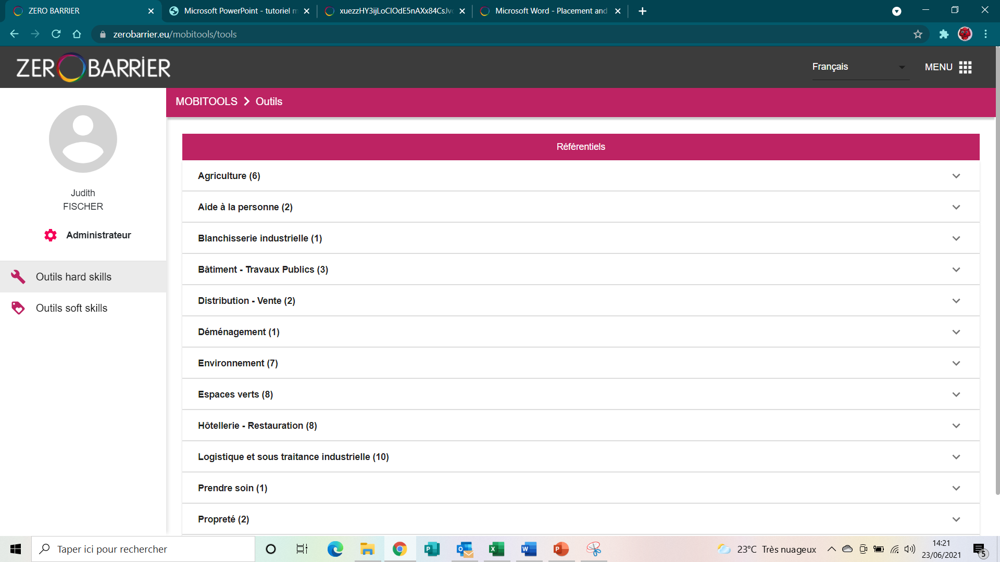 ZERO BARRIER
Microsoft PowerPoint - tutoriel m
Microsoft Word - Placement and
zerobarrier.eu/mobitools/tools
ZEROBARRIER
Français
MENU
MOBITOOLS > Outils
Judith
FISCHER
Administrateur
Outils hard skills
Outils soft skills
Référentiels
Agriculture (6)
Aide à la personne (2)
Blanchisserie industrielle (1)
Bâtiment - Travaux Publics (3)
Distribution - Vente (2)
Déménagement (1)
Environnement (7)
Espaces verts (8)
Hôtellerie - Restauration (8)
Logistique et sous traitance industrielle (10)
Prendre soin (1)
Propreté (2)
Taper ici pour rechercher
23°C Très nuageux
14:21
23/06/2021
5